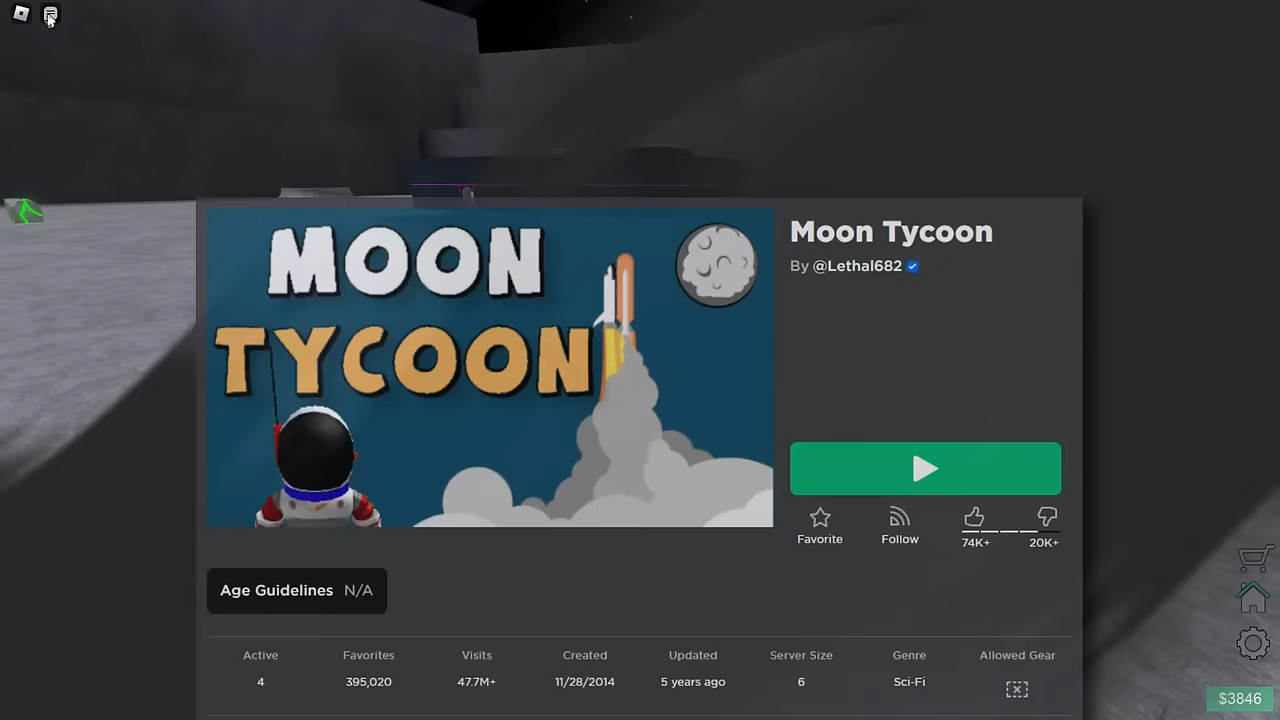 MOON
TYCOON
Moon Tycoon
By @Lethal682
Favorite
Follow
74K+
20K+
Age Guidelines N/A
Active
Favorites
Visits
Created
Updated
Server Size
Genre
Allowed Gear
4
395,020
47.7M+
11/28/2014
5 years ago
6
Sci-Fi
$3846